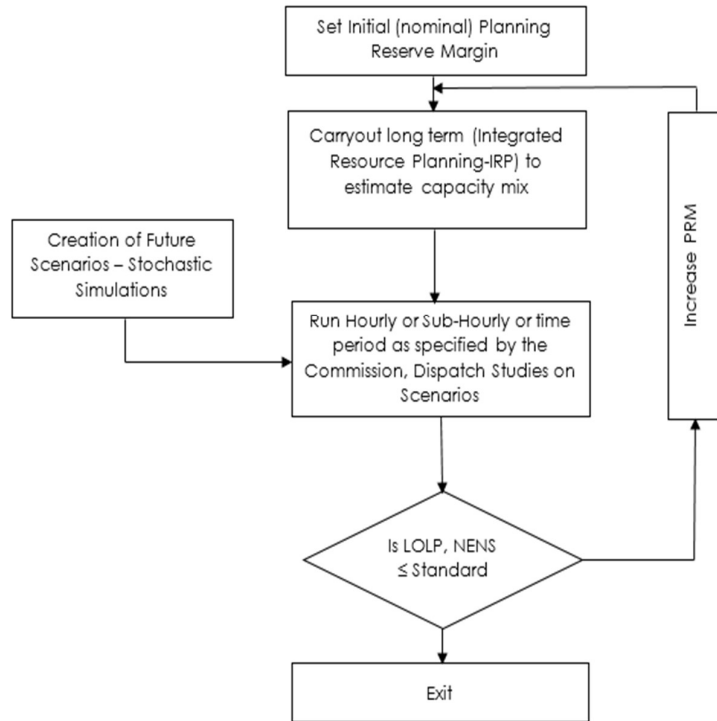 Set Initial (nominal) Planning
Reserve Margin
Carryout long term (Integrated
Resource Planning-IRP) to
estimate capacity mix
Creation of Future
Scenarios – Stochastic
Simulations
Increase PRM
Run Hourly or Sub-Hourly or time
period as specified by the
Commission, Dispatch Studies on
Scenarios
Is LOLP, NENS
≤ Standard
Exit